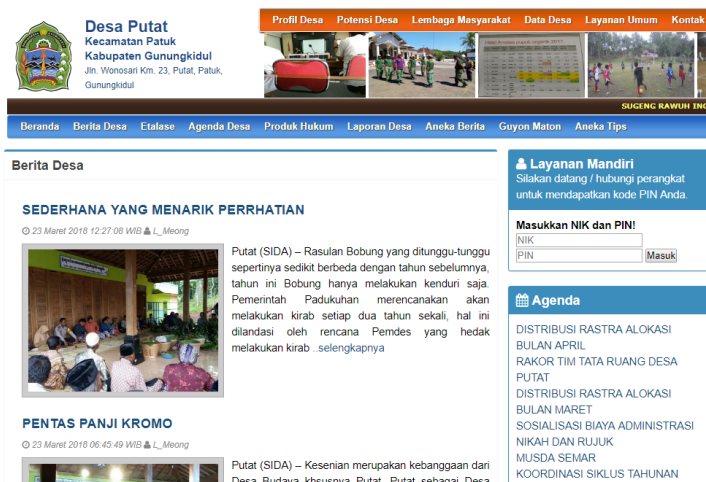 Desa Putat
Kecamatan Patuk
Kabupaten Gunungkidul
Jln. Wonosari Km. 23, Putat, Patuk,
Gunungkidul
Profil Desa Potensi Desa Lembaga Masyarakat Data Desa Layanan Umum Kontak
SUGENG RAWUH ING
Beranda Berita Desa Etalase Agenda Desa Produk Hukum Laporan Desa Aneka Berita Guyon Maton Aneka Tips
Berita Desa
SEDERHANA YANG MENARIK PERRHATIAN
23 Maret 2018 12:27:08 WIB L_Meong
Putat (SIDA) – Rasulan Bobung yang ditunggu-tunggu
sepertinya sedikit berbeda dengan tahun sebelumnya,
tahun ini Bobung hanya melakukan kenduri saja.
Pemerintah Padukuhan merencanakan akan
melakukan kirab setiap dua tahun sekali, hal ini
dilandasi oleh rencana Pemdes yang hedak
melakukan kirab ..selengkapnya
PENTAS PANJI KROMO
23 Maret 2018 06:45:49 WIB L_Meong
Putat (SIDA) – Kesenian merupakan kebanggaan dari
Desa Budaya khsusnya Putat. Putat sebagai Desa
Layanan Mandiri
Silakan datang / hubungi perangkat
untuk mendapatkan kode PIN Anda.
Masukkan NIK dan PIN!
NIK
PIN Masuk
Agenda
DISTRIBUSI RASTRA ALOKASI
BULAN APRIL
RAKOR TIM TATA RUANG DESA
PUTAT
DISTRIBUSI RASTRA ALOKASI
BULAN MARET
SOSIALISASI BIAYA ADMINISTRASI
NIKAH DAN RUJUK
MUSDA SEMAR
KOORDINASI SIKLUS TAHUNAN